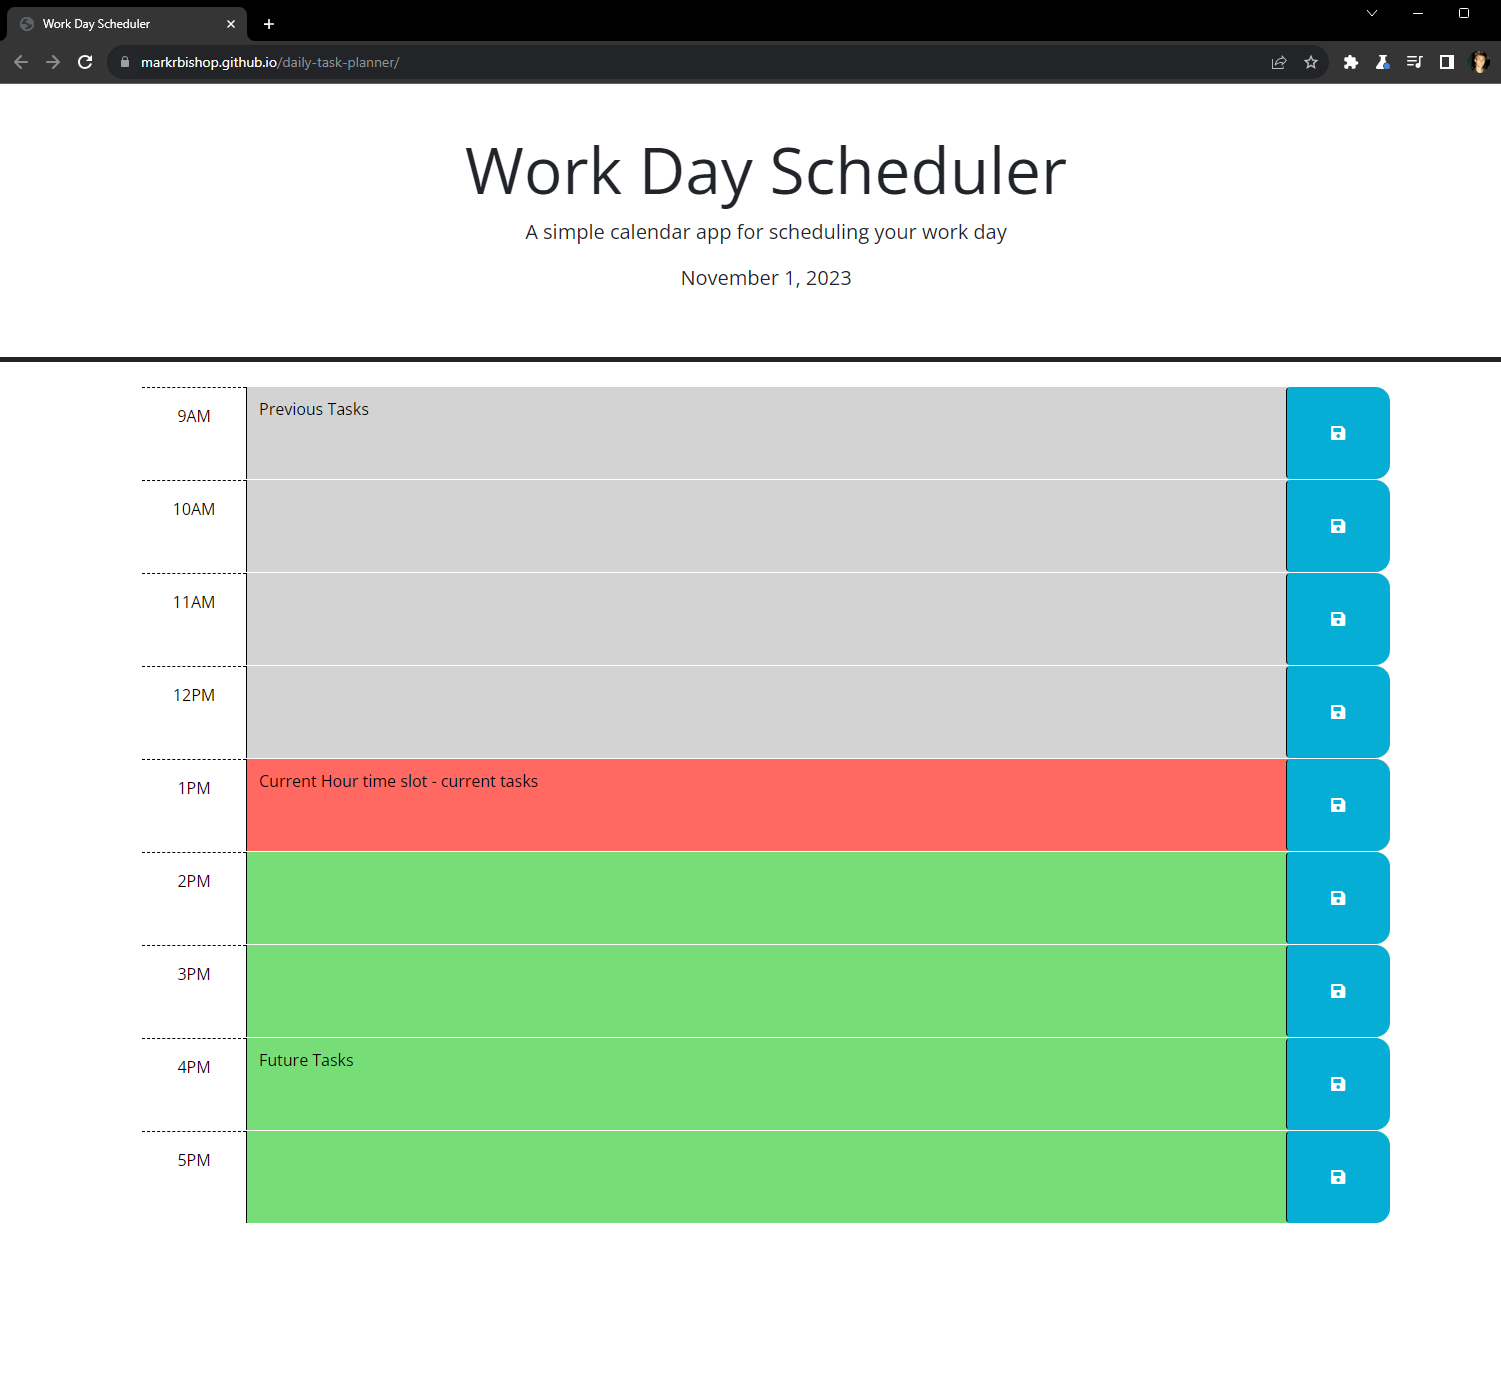 Work Day Scheduler
markrbishop.github.io/daily-task-planner/
Work Day Scheduler
A simple calendar app for scheduling your work day
November 1, 2023
9AM Previous Tasks
10AM
11AM
12PM
1PM Current Hour time slot - current tasks
2PM
3PM
4PM Future Tasks
5PM